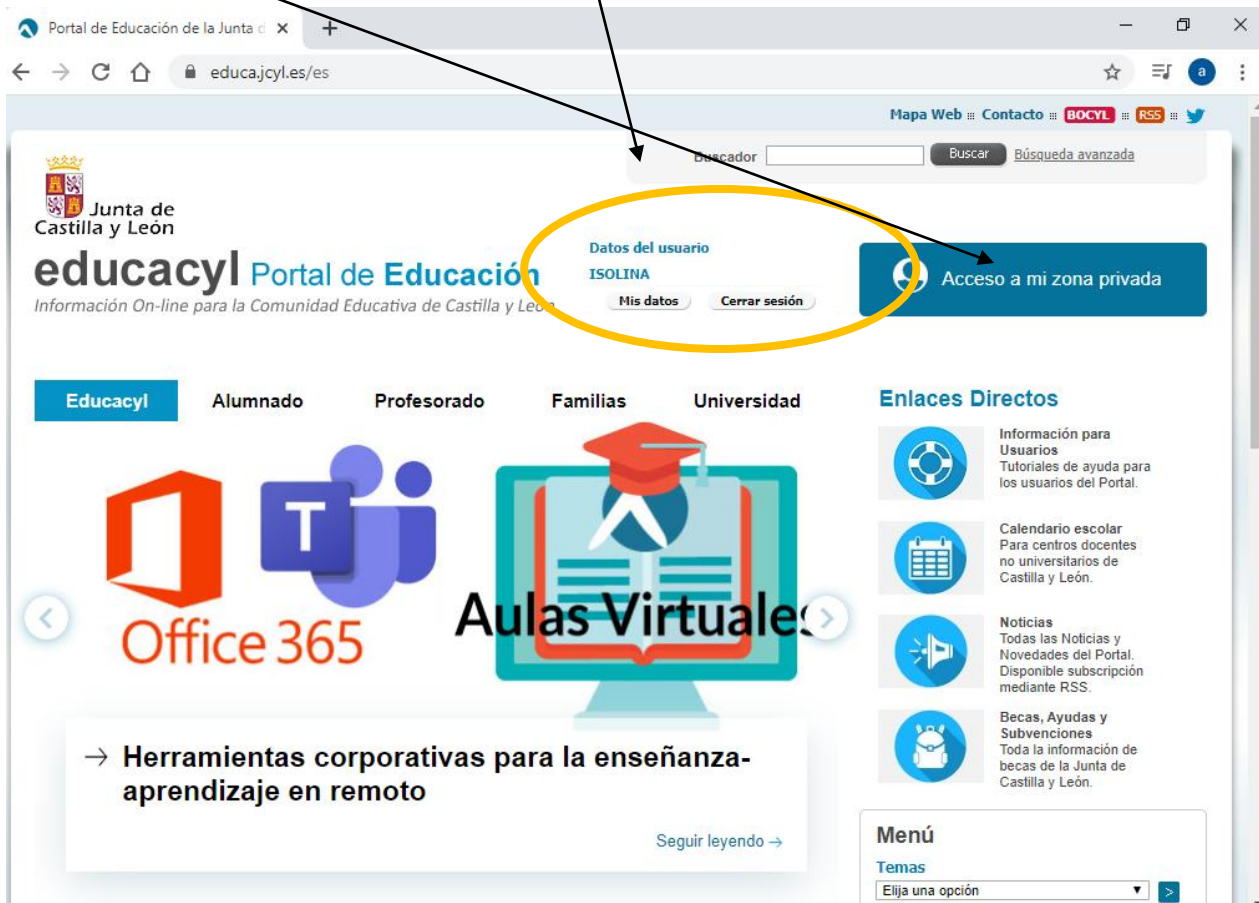 Portal de Educación de la Junta d
educa.jcyl.es/es
a
Mapa Web Contacto BOCYL RSS
Buscador Buscar Búsqueda avanzada
Junta de
Castilla y León
educacyl Portal de Educación
Información On-line para la Comunidad Educativa de Castilla y León
Datos del usuario
ISOLINA
Mis datos Cerrar sesión
Acceso a mi zona privada
Educacyl Alumnado Profesorado Familias Universidad
Office 365
T
Aulas Virtuales
Herramientas corporativas para la enseñanza-
aprendizaje en remoto
Seguir leyendo
Enlaces Directos
Información para
Usuarios
Tutoriales de ayuda para
los usuarios del Portal.
Calendario escolar
Para centros docentes
no universitarios de
Castilla y León.
Noticias
Todas las Noticias y
Novedades del Portal.
Disponible subscripción
mediante RSS.
Becas, Ayudas y
Subvenciones
Toda la información de
becas de la Junta de
Castilla y León.
Menú
Temas
Elija una opción >